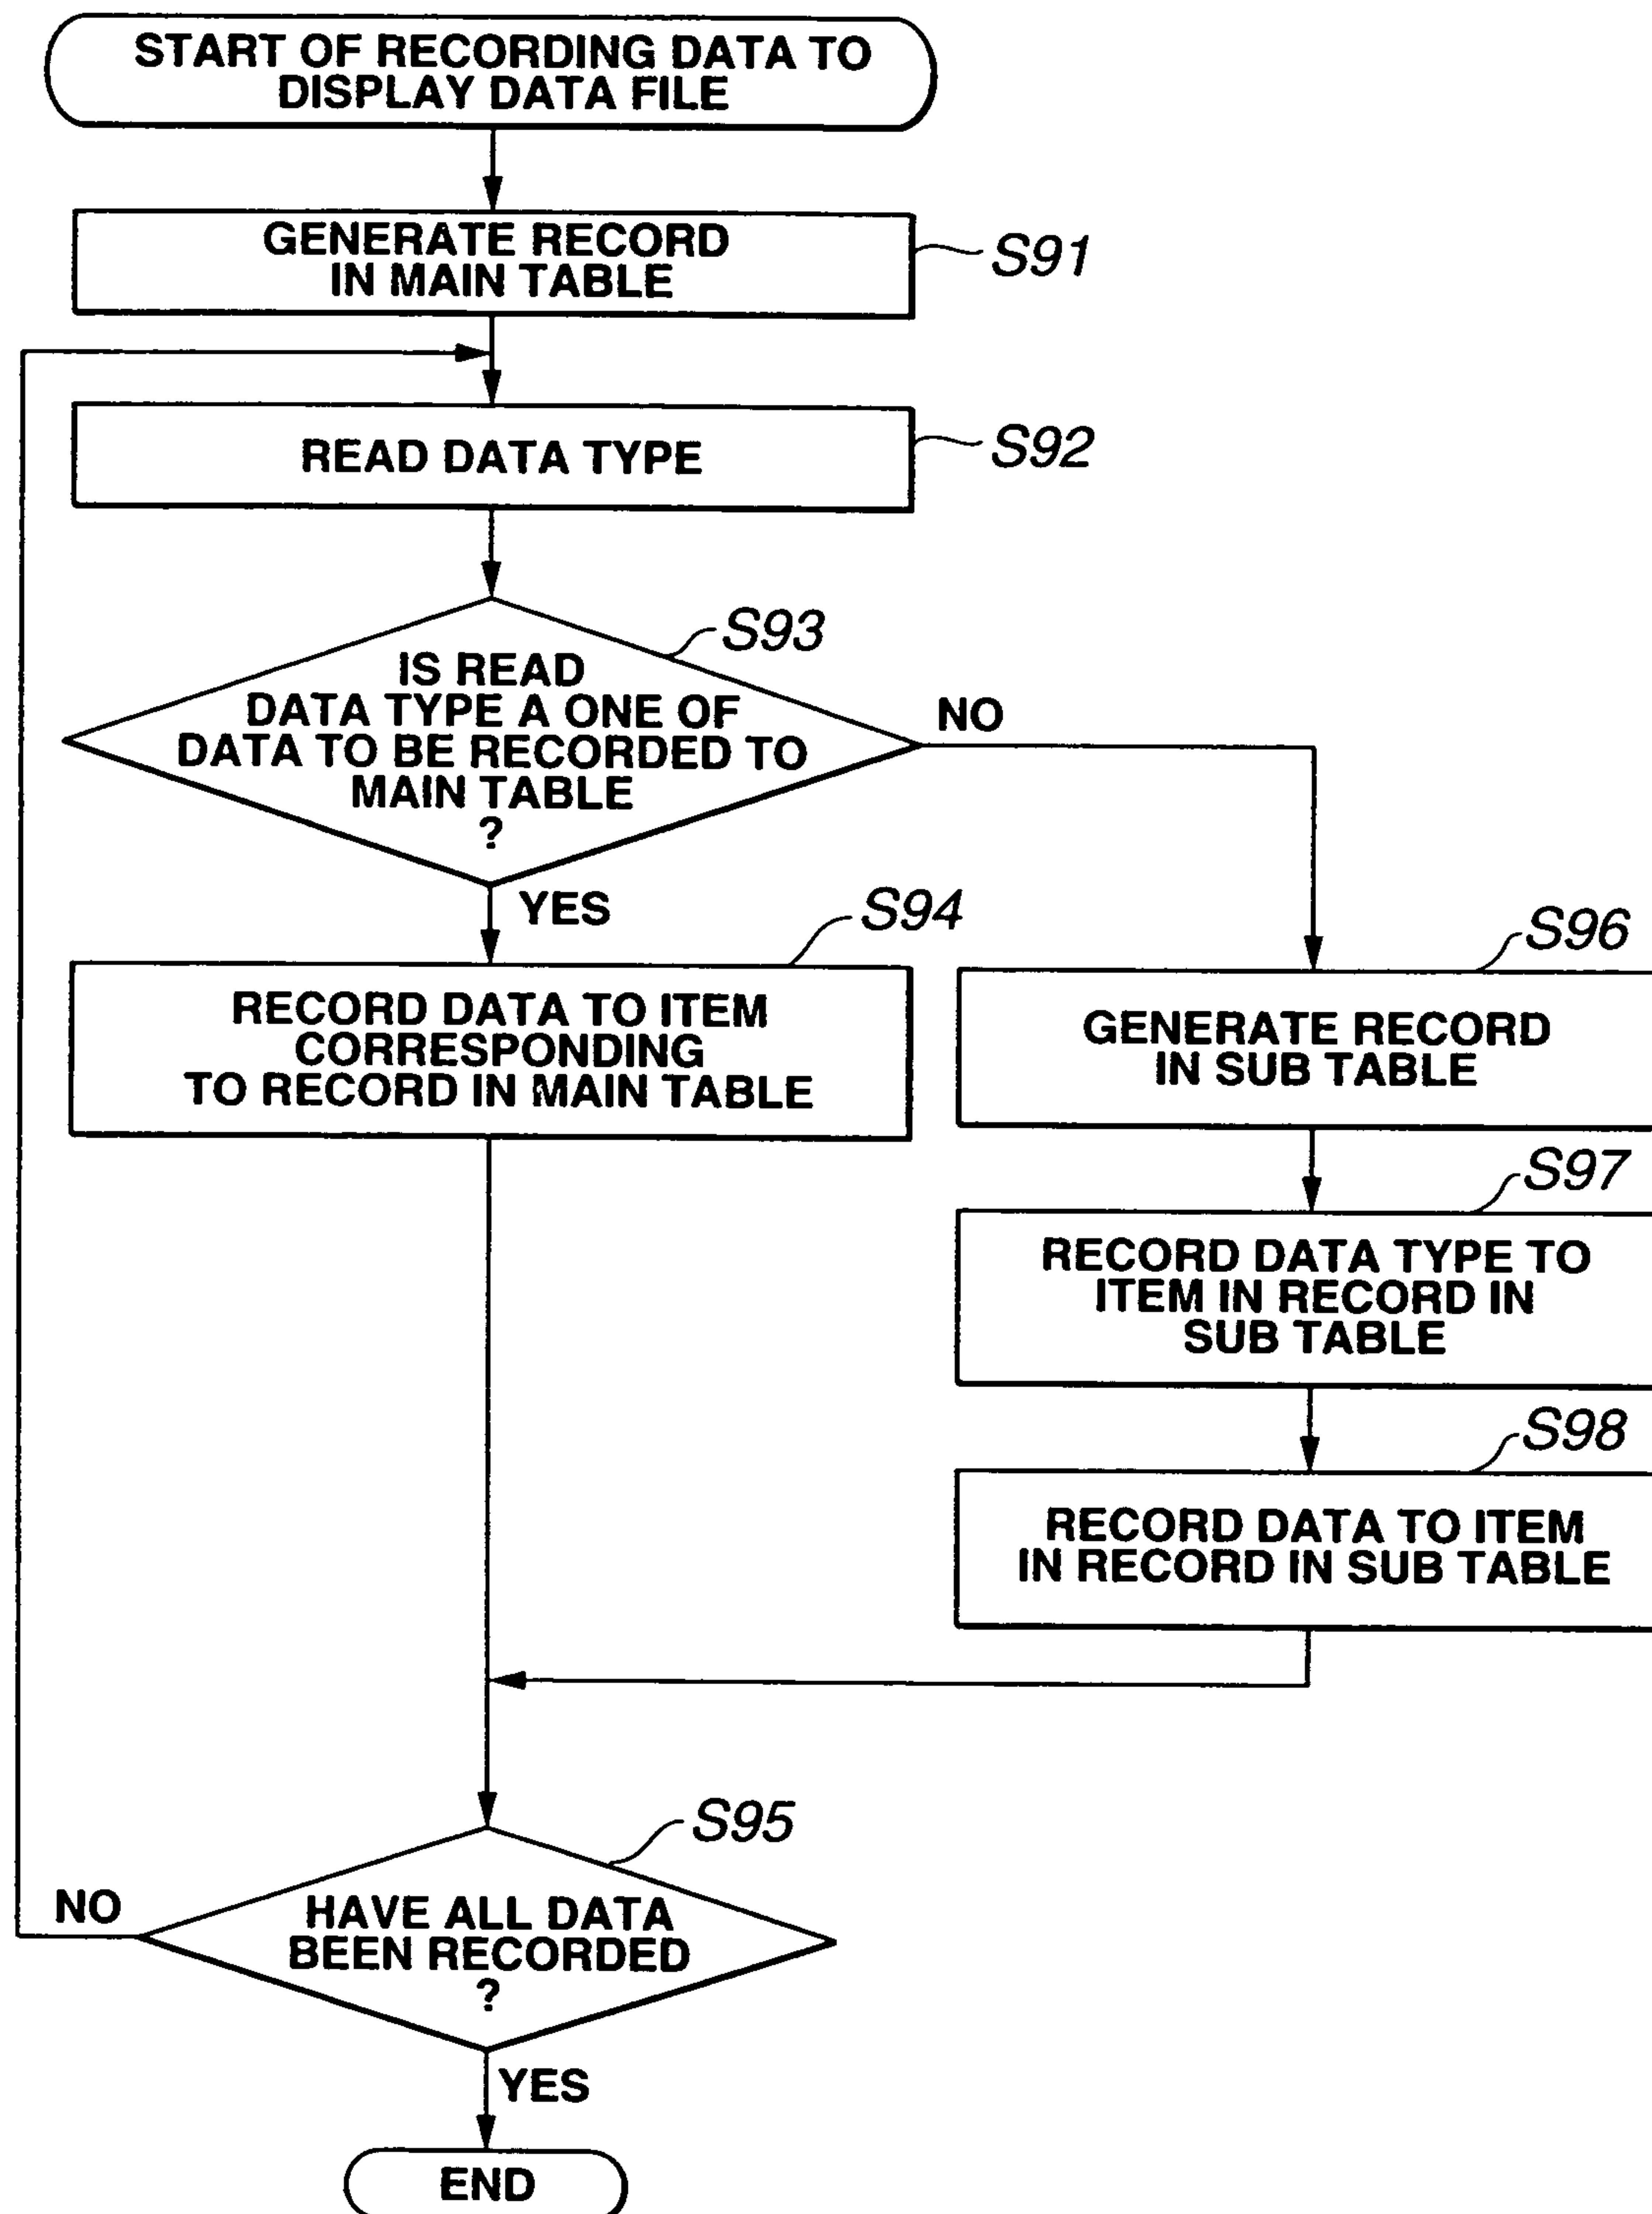 START OF RECORDING DATA TO
DISPLAY DATA FILE
GENERATE RECORD
IN MAIN TABLE
S91
READ DATA TYPE
S92
S93
IS READ
DATA TYPE A ONE OF
DATA TO BE RECORDED TO
MAIN TABLE
?
NO
YES
S94
RECORD DATA TO ITEM
CORRESPONDING
TO RECORD IN MAIN TABLE
S96
GENERATE RECORD
IN SUB TABLE
S97
RECORD DATA TYPE TO
ITEM IN RECORD IN
SUB TABLE
S98
RECORD DATA TO ITEM
IN RECORD IN SUB TABLE
S95
HAVE ALL DATA
BEEN RECORDED
?
NO
YES
END